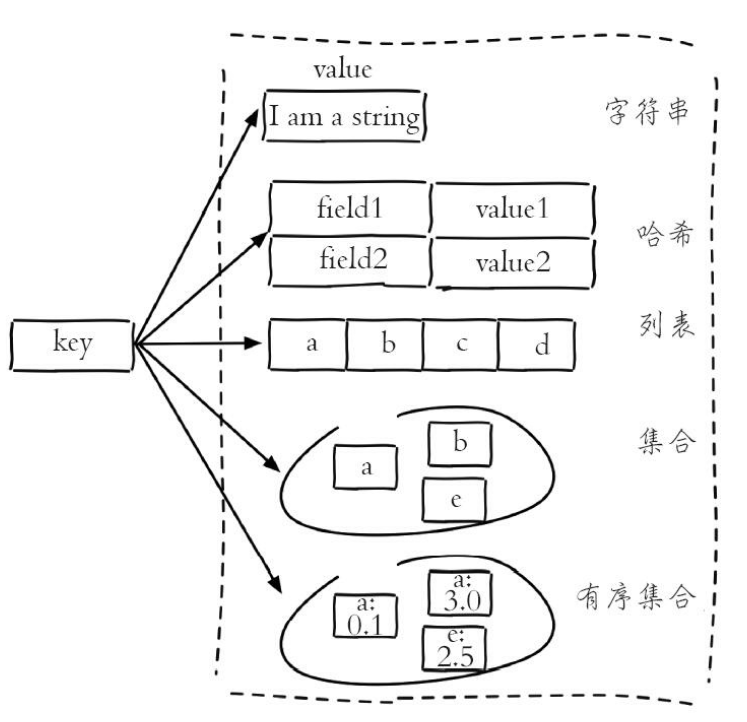 value
I am a string
字符串
field1 value1
哈希
field2 value2
列表
key
a b c d
集合
b
a
e
a:
3.0
有序集合
a:
0.1
e:
2.5